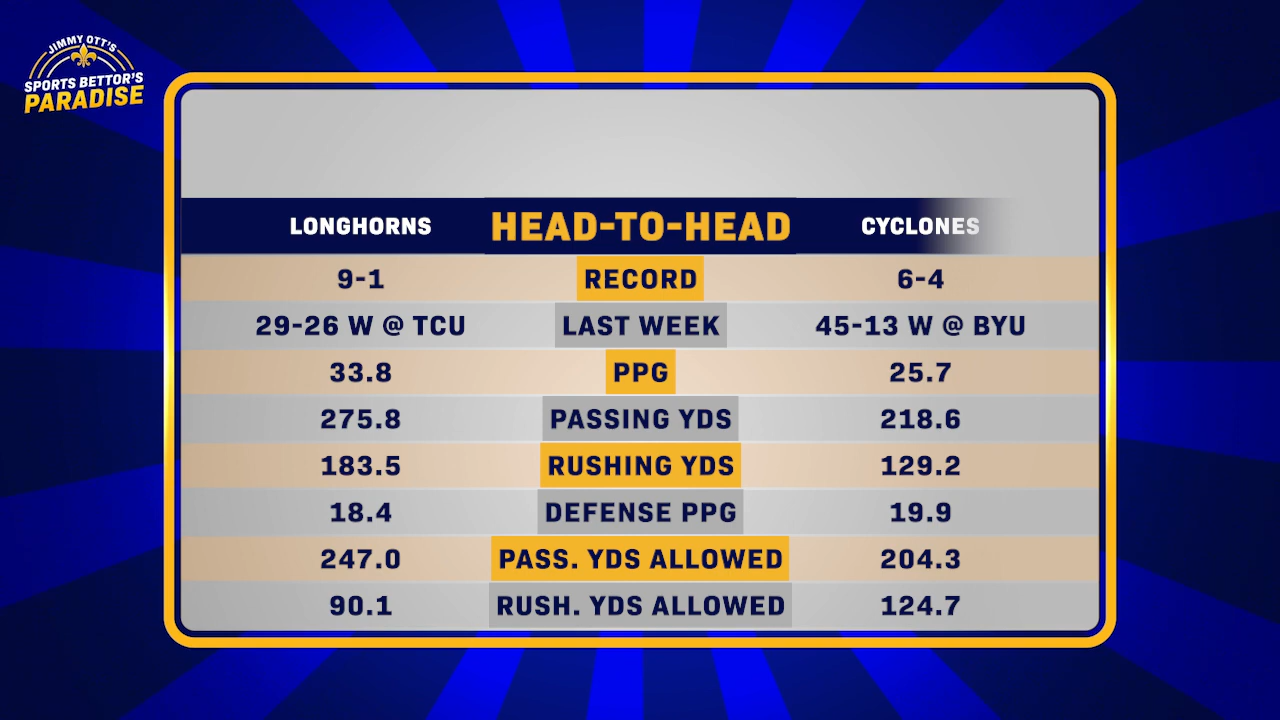 JIMMY OTT'S
SPORTS BETTOR'S
PARADISE
LONGHORNS HEAD-TO-HEAD CYCLONES
9-1 RECORD 6-4
29-26 W @ TCU LAST WEEK 45-13 W @ BYU
33.8 PPG 25.7
275.8 PASSING YDS 218.6
183.5 RUSHING YDS 129.2
18.4 DEFENSE PPG 19.9
247.0 PASS. YDS ALLOWED 204.3
90.1 RUSH. YDS ALLOWED 124.7